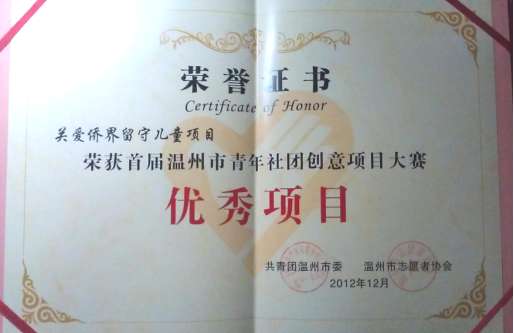 荣誉证书
Certificate of Honor
关爱侨界留守儿童项目
荣获首届温州市青年社团创意项目大赛
优秀项目
共青团温州市委 温州市志愿者协会
2012年12月